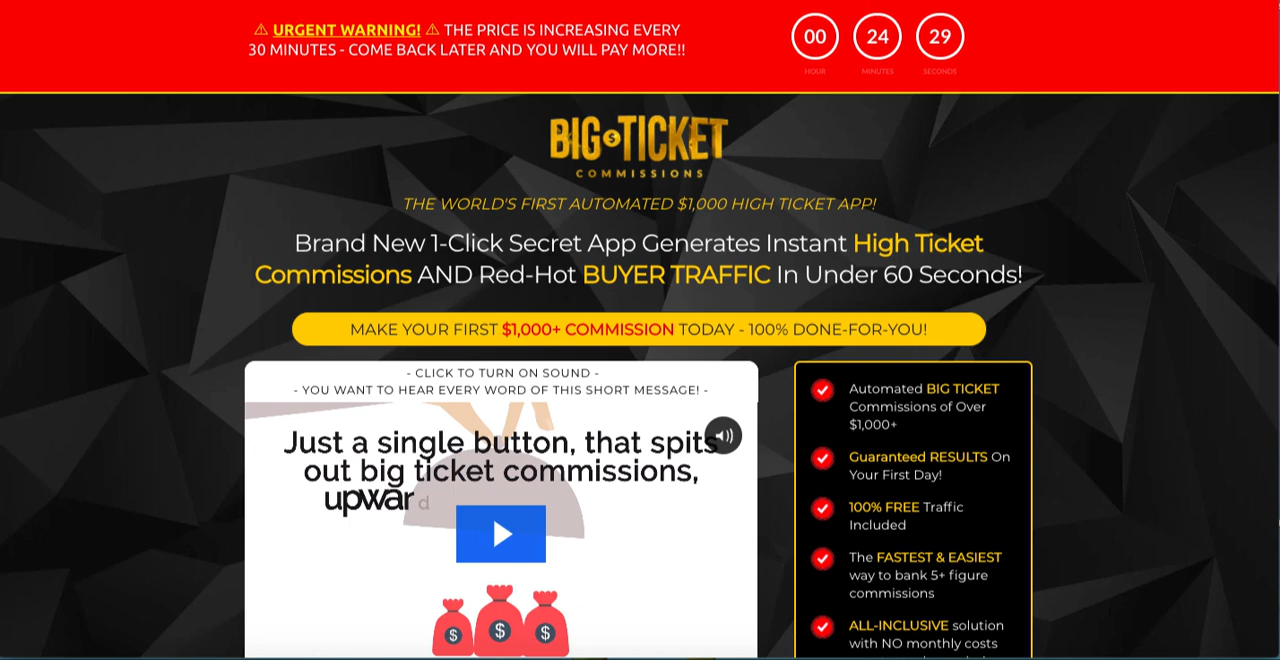 ⚠ URGENT WARNING! ⚠ THE PRICE IS INCREASING EVERY
30 MINUTES - COME BACK LATER AND YOU WILL PAY MORE!!
00 24 29
HOUR MINUTES SECONDS
BIG $ TICKET
COMMISSIONS
THE WORLD'S FIRST AUTOMATED $1,000 HIGH TICKET APP!
Brand New 1-Click Secret App Generates Instant High Ticket
Commissions AND Red-Hot BUYER TRAFFIC In Under 60 Seconds!
MAKE YOUR FIRST $1,000+ COMMISSION TODAY - 100% DONE-FOR-YOU!
- CLICK TO TURN ON SOUND -
- YOU WANT TO HEAR EVERY WORD OF THIS SHORT MESSAGE! -
Just a single button, that spits
out big ticket commissions,
upward
$ $ $
Automated BIG TICKET
Commissions of Over
$1,000+
Guaranteed RESULTS On
Your First Day!
100% FREE Traffic
Included
The FASTEST & EASIEST
way to bank 5+ figure
commissions
ALL-INCLUSIVE solution
with NO monthly costs